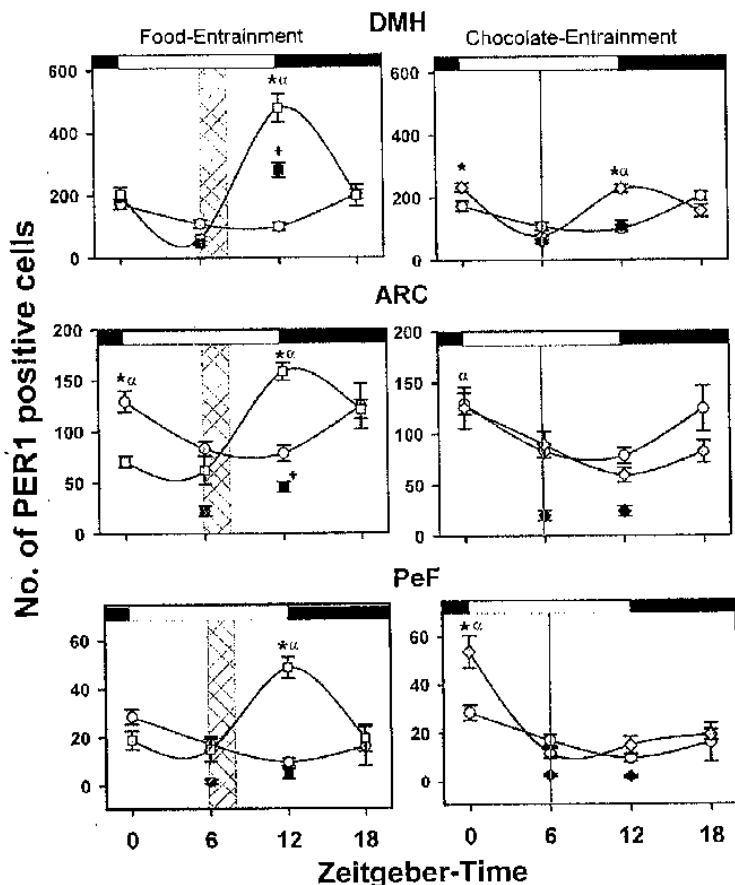 DMH
Food-Entrainment
Chocolate-Entrainment
600
400
200
0
*α
+
600
400
200
0
*
*α
ARC
200
150
100
50
0
*α
*α
+
200
150
100
50
0
α
PeF
60
40
20
0
*α
0
6
12
18
60
40
20
0
*α
0
6
12
18
No. of PER1 positive cells
Zeitgeber-Time